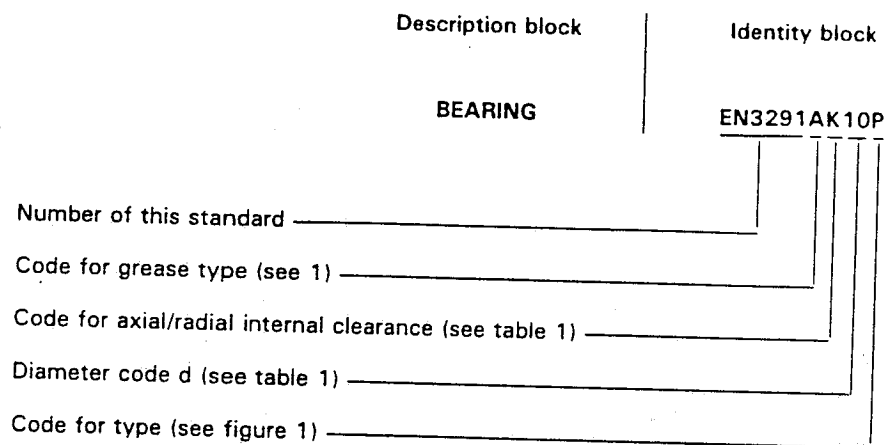 Description block
Identity block
BEARING
EN3291AK10P
Number of this standard
Code for grease type (see 1)
Code for axial/radial internal clearance (see table 1)
Diameter code d (see table 1)
Code for type (see figure 1)